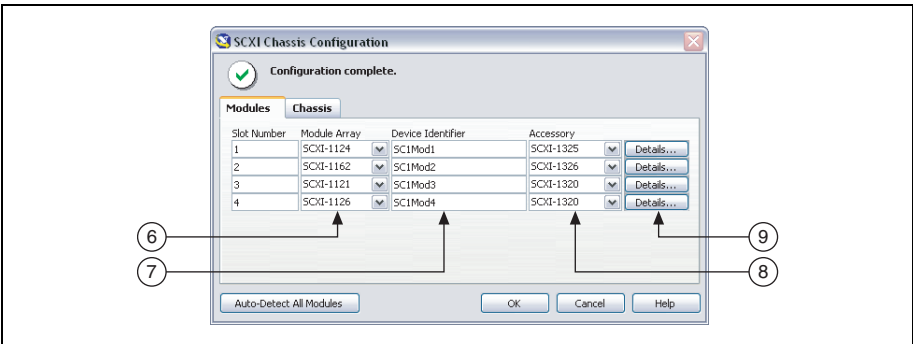 SCXI Chassis Configuration
Configuration complete.
Modules Chassis
Slot Number Module Array Device Identifier Accessory
1 SCXI-1124 SC1Mod1 SCXI-1325 Details...
2 SCXI-1162 SC1Mod2 SCXI-1326 Details...
3 SCXI-1121 SC1Mod3 SCXI-1320 Details...
4 SCXI-1126 SC1Mod4 SCXI-1320 Details...
6 9
7 8
Auto-Detect All Modules OK Cancel Help